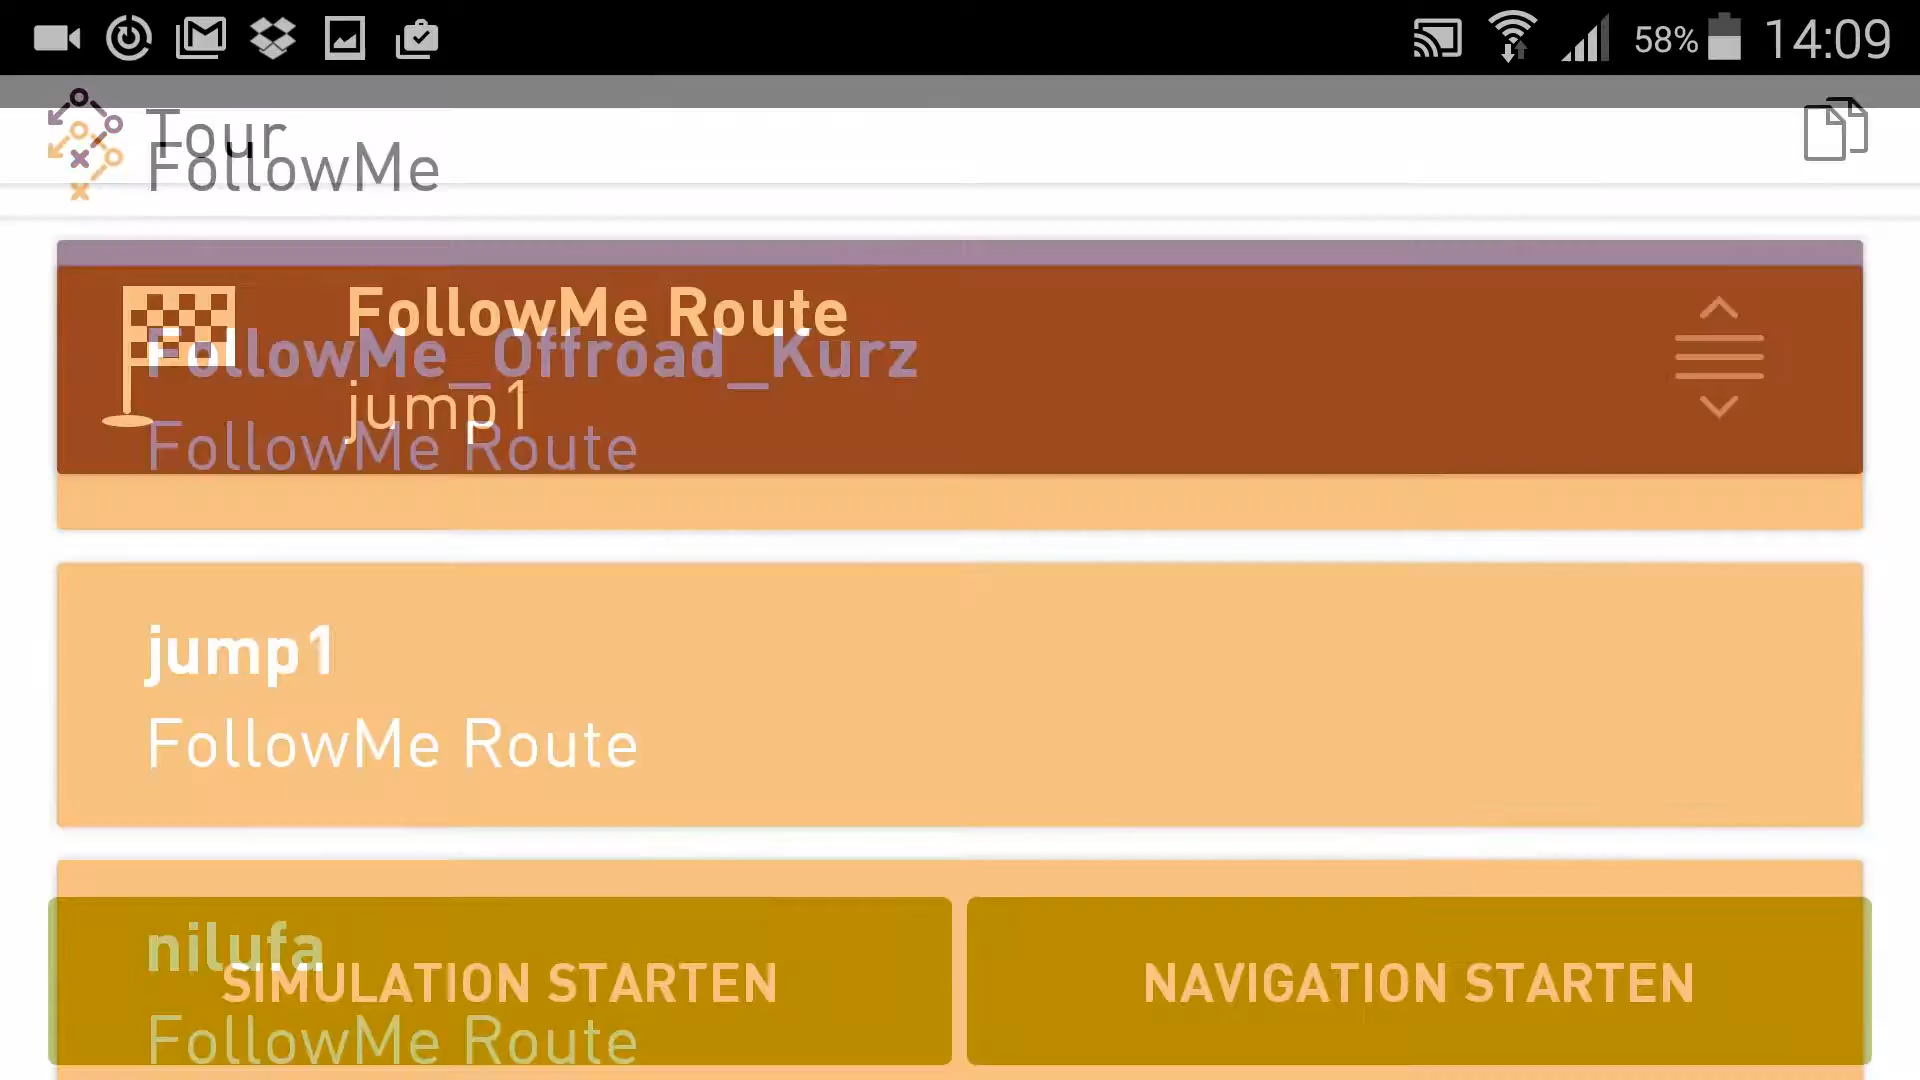 58% 14:09
Tour
FollowMe
FollowMe Route
FollowMe_Offroad_Kurz
jump1
FollowMe Route
jump1
FollowMe Route
nilufa
SIMULATION STARTEN NAVIGATION STARTEN
FollowMe Route